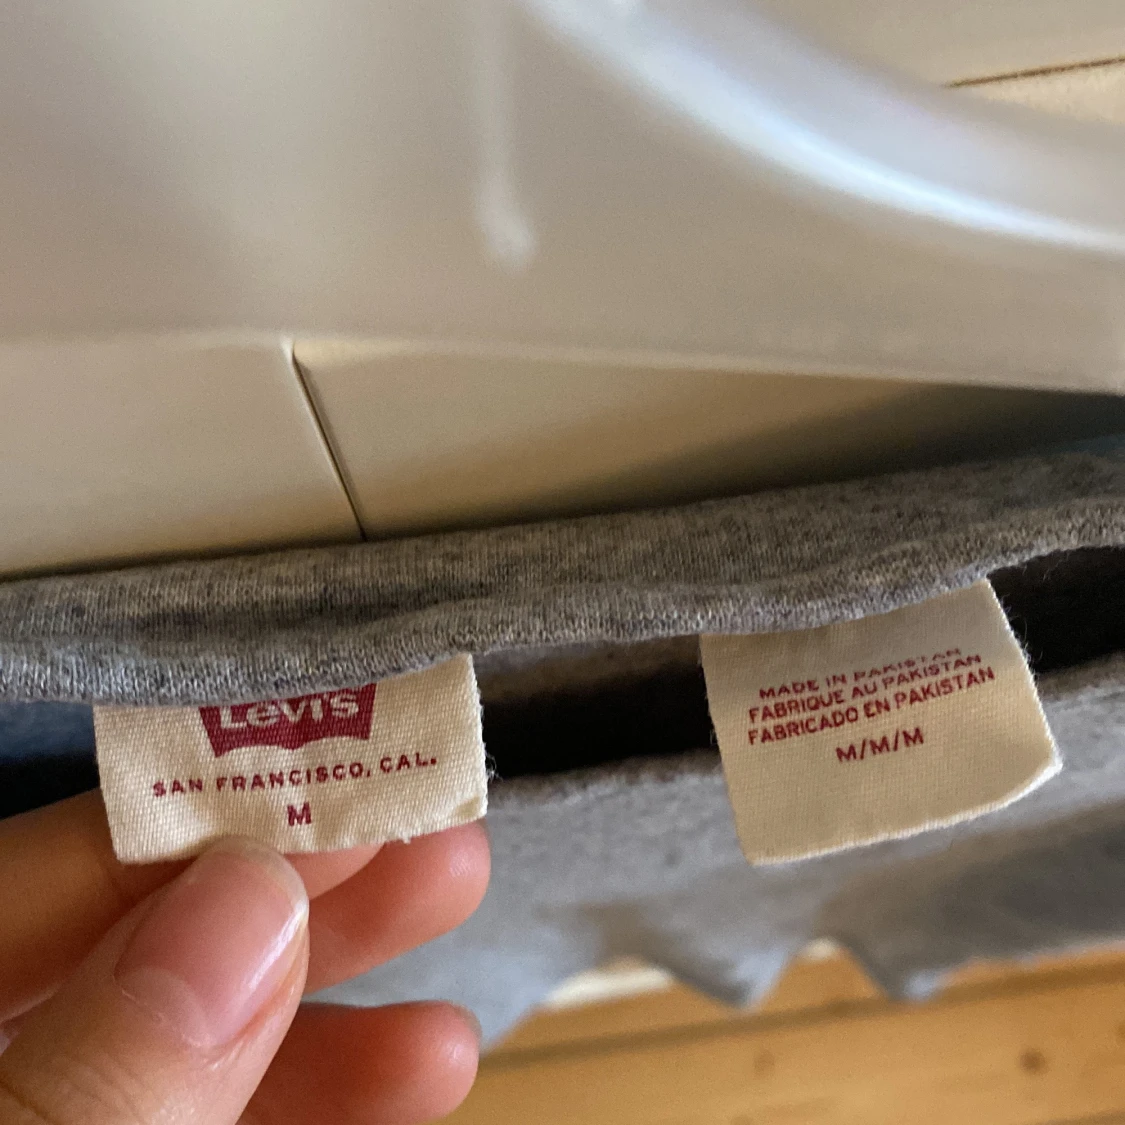 Levi's
SAN FRANCISCO, CAL.
M
MADE IN PAKISTAN
FABRIQUE AU PAKISTAN
FABRICADO EN PAKISTAN
M/M/M